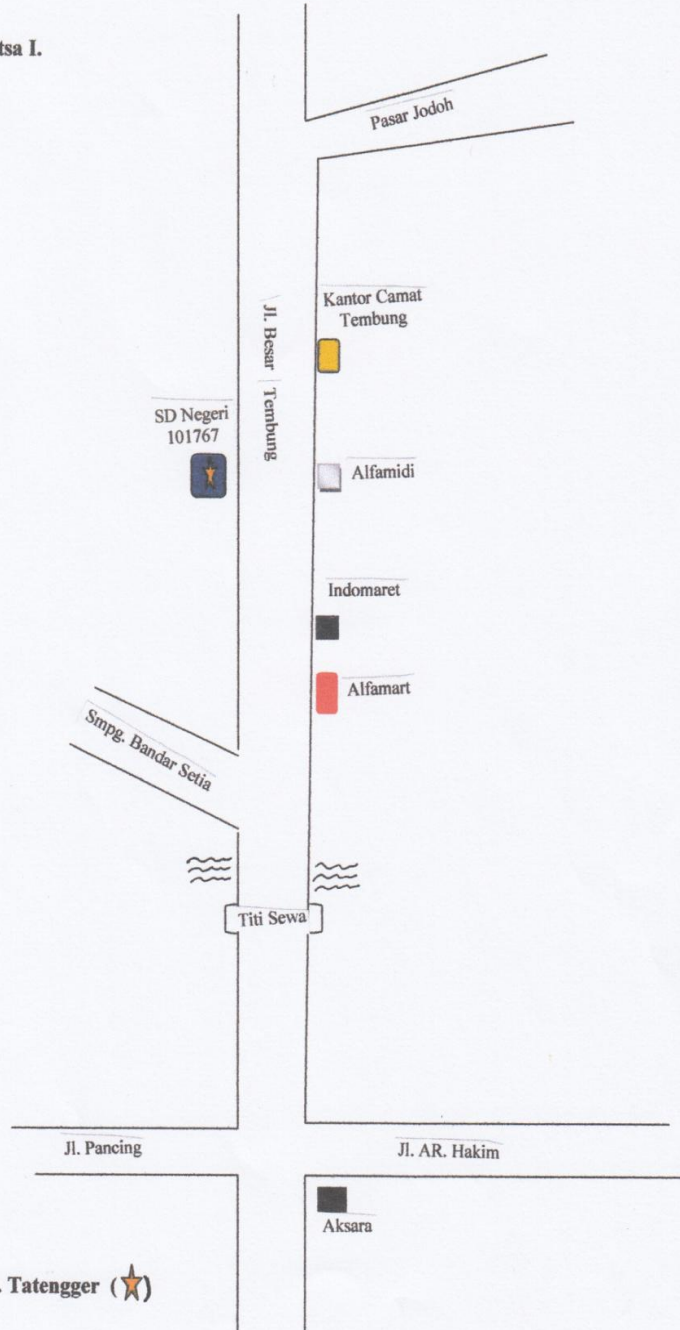 tsa I.
Pasar Jodoh
Kantor Camat
Tembung
Jl. Besar Tembung
SD Negeri
101767
Alfamidi
Indomaret
Alfamart
Smpg. Bandar Setia
Titi Sewa
Jl. Pancing
Jl. AR. Hakim
Aksara
. Tatengger ( )